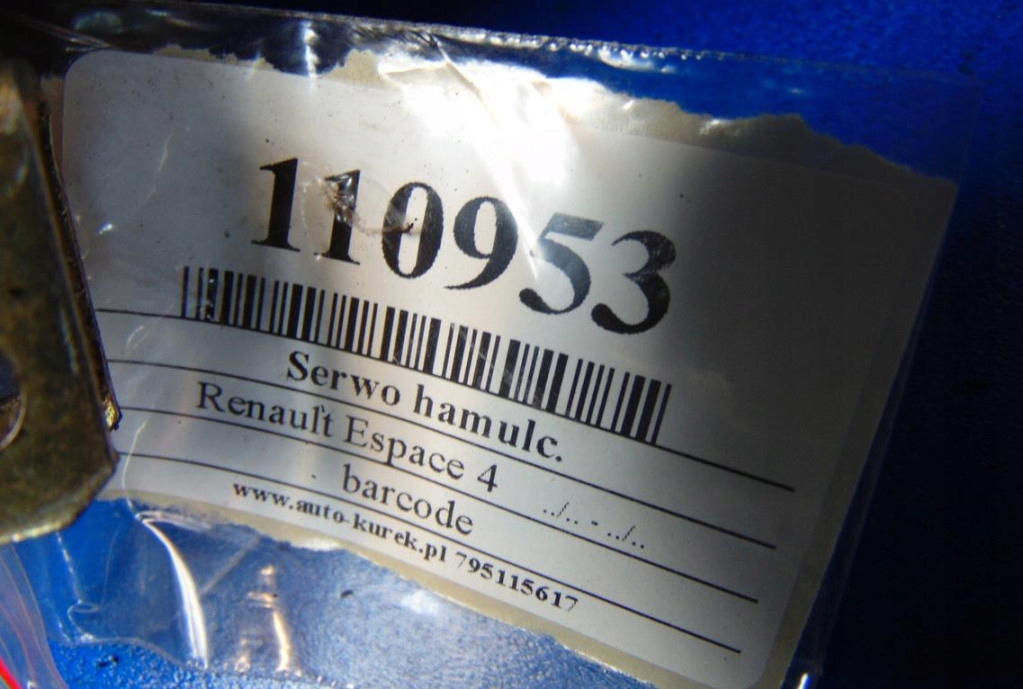 110953
Serwo hamulc.
Renault Espace 4 ../.. - ../..
barcode
www.auto-kurek.pl 795115617